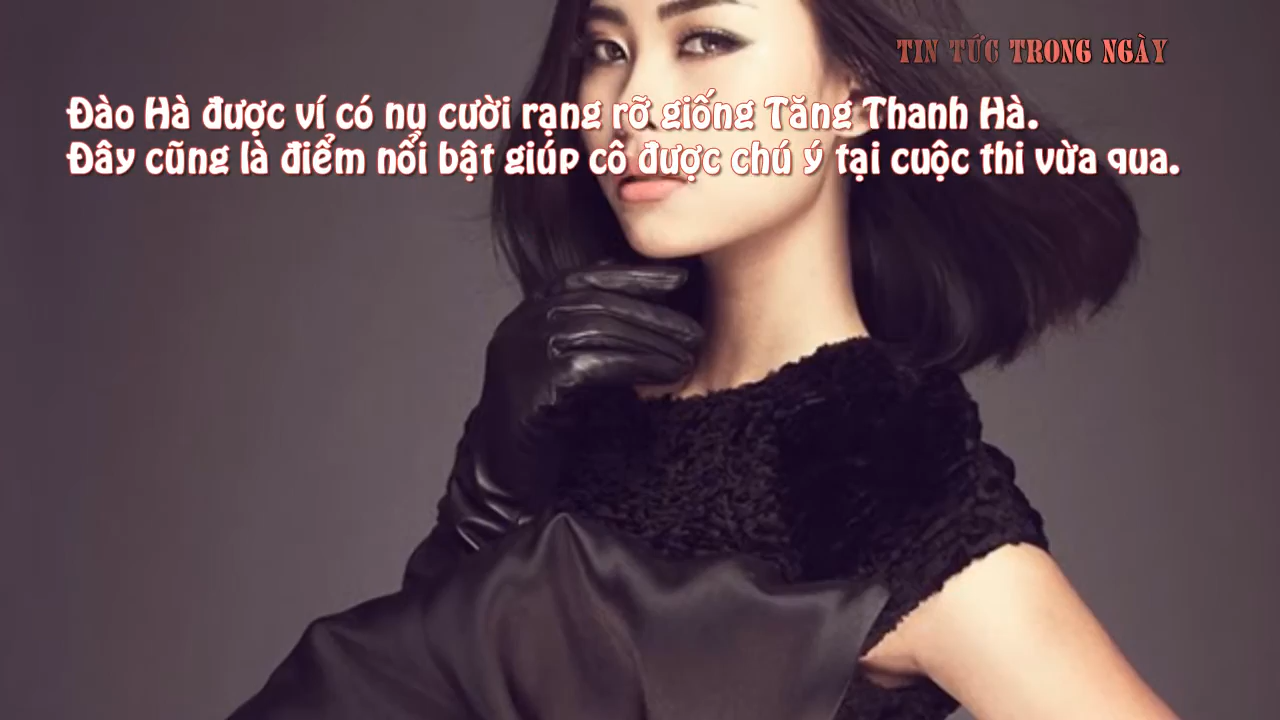 TIN TỨC TRONG NGÀY
Đào Hà được ví có nụ cười rạng rỡ giống Tăng Thanh Hà.
Đây cũng là điểm nổi bật giúp cô được chú ý tại cuộc thi vừa qua.